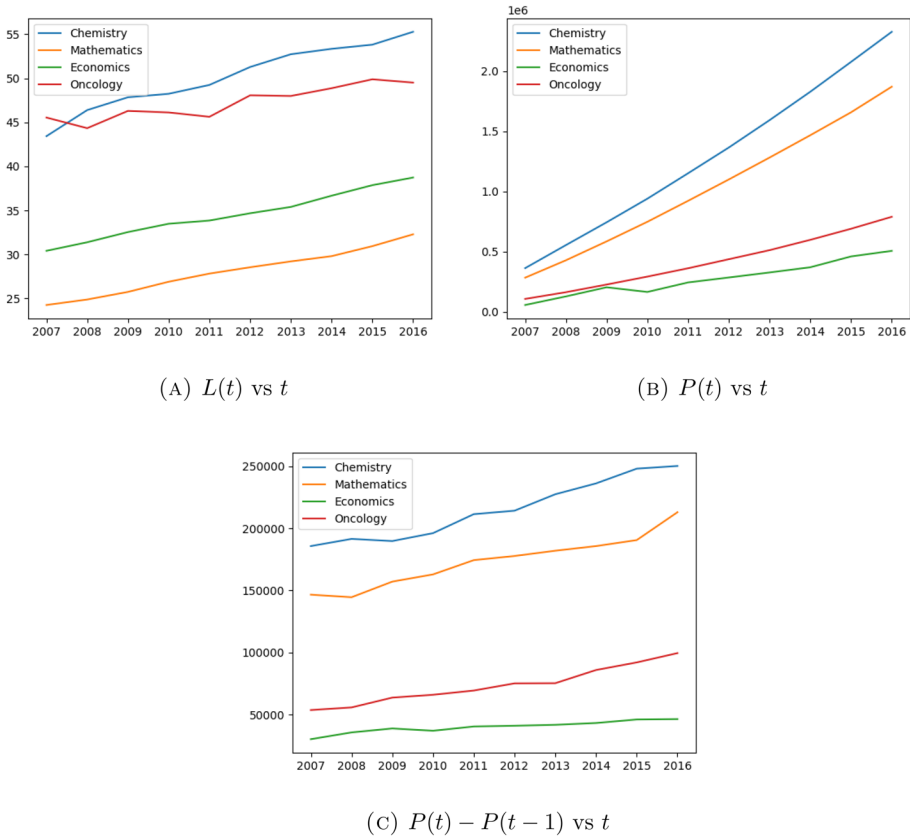 Chemistry
Mathematics
Economics
Oncology
55
50
45
40
35
30
25
2007 2008 2009 2010 2011 2012 2013 2014 2015 2016
(A) L(t) vs t
1e6
Chemistry
Mathematics
Economics
Oncology
2.0
1.5
1.0
0.5
0.0
2007 2008 2009 2010 2011 2012 2013 2014 2015 2016
(B) P(t) vs t
Chemistry
Mathematics
Economics
Oncology
250000
200000
150000
100000
50000
2007 2008 2009 2010 2011 2012 2013 2014 2015 2016
(C) P(t) − P(t − 1) vs t